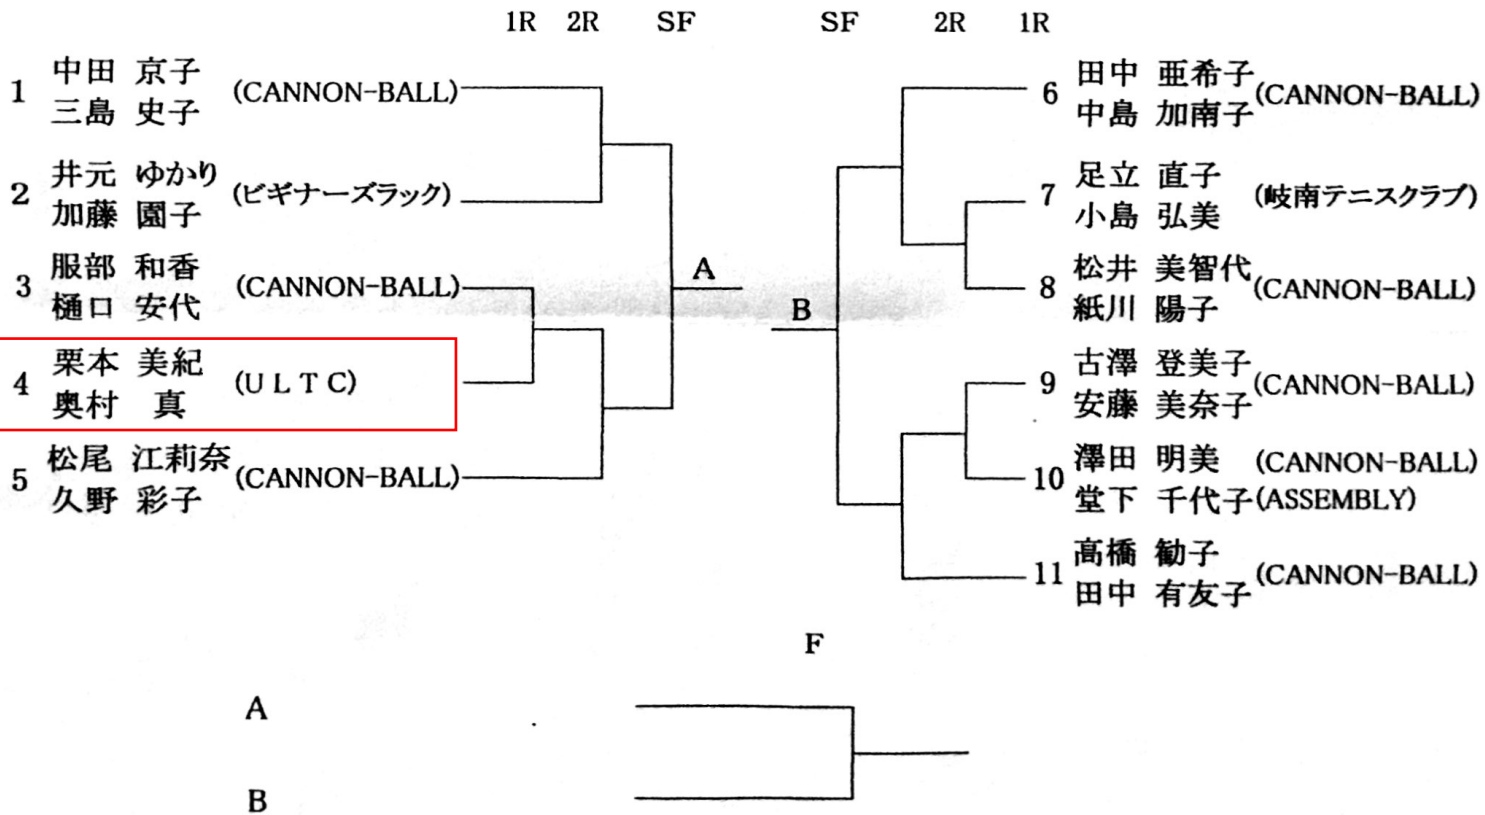 1R 2R SF SF 2R 1R
1 中田 京子 (CANNON-BALL)
三島 史子
2 井元 ゆかり (ビギナーズラック)
加藤 園子
3 服部 和香 (CANNON-BALL)
樋口 安代
4 栗本 美紀 (ULTC)
奥村 真
5 松尾 江莉奈 (CANNON-BALL)
久野 彩子
A
B
6 田中 亜希子 (CANNON-BALL)
中島 加南子
7 足立 直子 (岐南テニスクラブ)
小島 弘美
8 松井 美智代 (CANNON-BALL)
紙川 陽子
9 古澤 登美子 (CANNON-BALL)
安藤 美奈子
10 澤田 明美 (CANNON-BALL)
堂下 千代子 (ASSEMBLY)
11 高橋 勧子 (CANNON-BALL)
田中 有友子
F
A
B